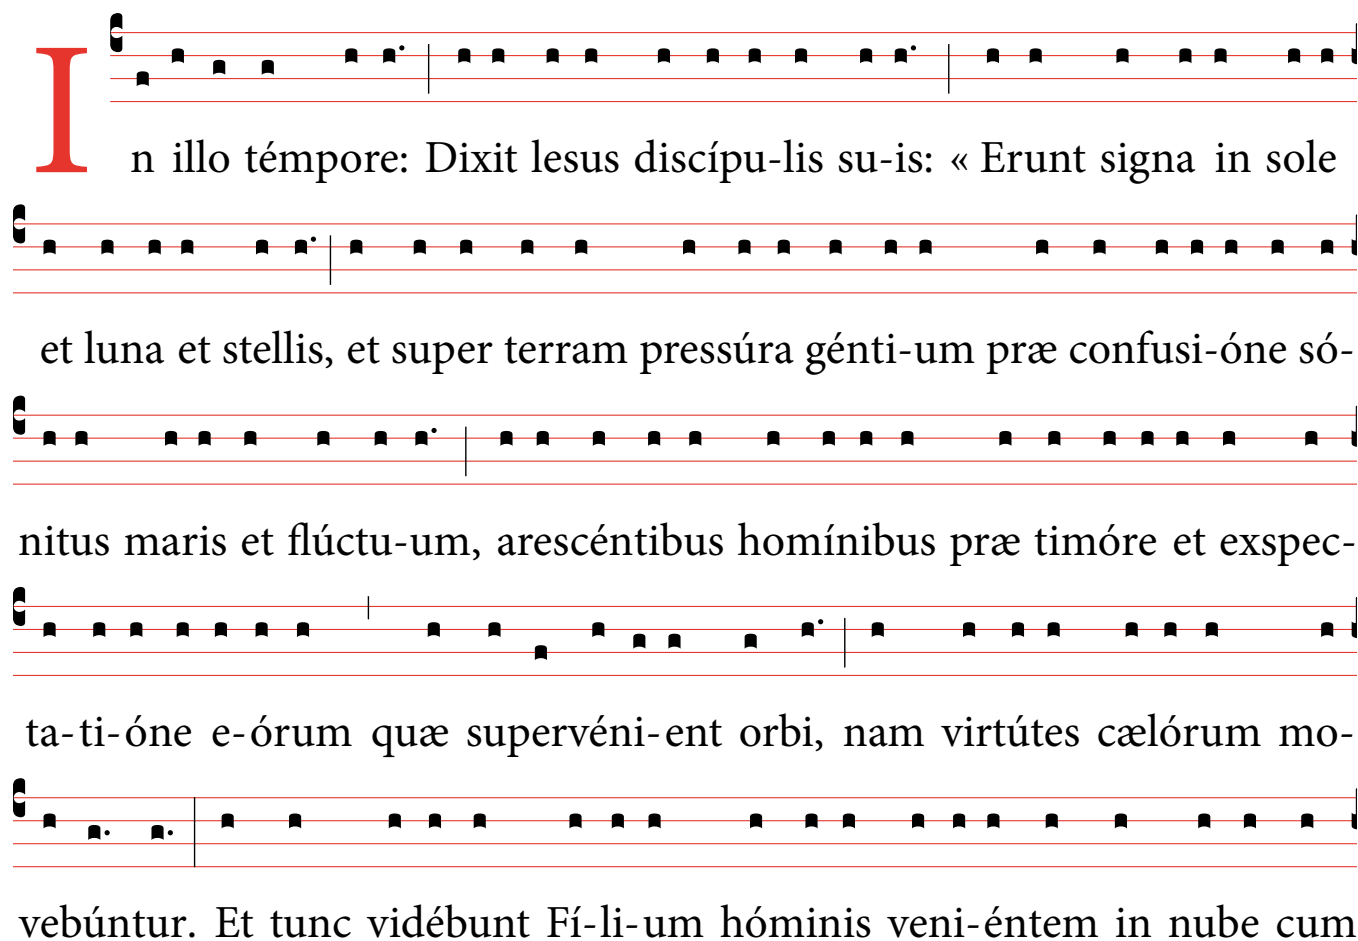 In illo témpore: Dixit Iesus discípu-lis su-is: « Erunt signa in sole
et luna et stellis, et super terram pressúra génti-um præ confusi-óne só-
nitus maris et flúctu-um, arescéntibus homínibus præ timóre et exspec-
ta-ti-óne e-órum quæ supervéni-ent orbi, nam virtútes cælórum mo-
vebúntur. Et tunc vidébunt Fí-li-um hóminis veni-éntem in nube cum